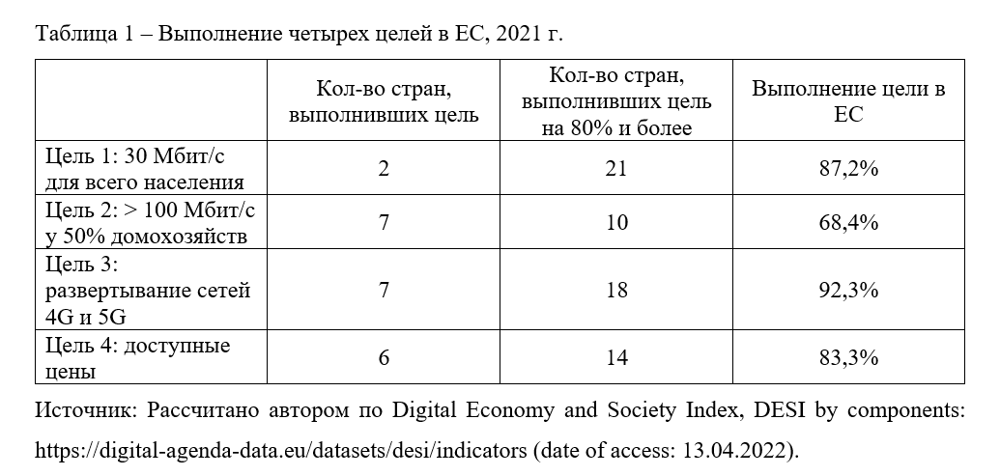 Таблица 1 – Выполнение четырех целей в ЕС, 2021 г.
Кол-во стран,
выполнивших цель
Кол-во стран,
выполнивших цель
на 80% и более
Выполнение цели в
ЕС
Цель 1: 30 Мбит/с
для всего населения
2
21
87,2%
Цель 2: > 100 Мбит/с
у 50% домохозяйств
7
10
68,4%
Цель 3:
развертывание сетей
4G и 5G
7
18
92,3%
Цель 4: доступные
цены
6
14
83,3%
Источник: Рассчитано автором по Digital Economy and Society Index, DESI by components:
https://digital-agenda-data.eu/datasets/desi/indicators (date of access: 13.04.2022).